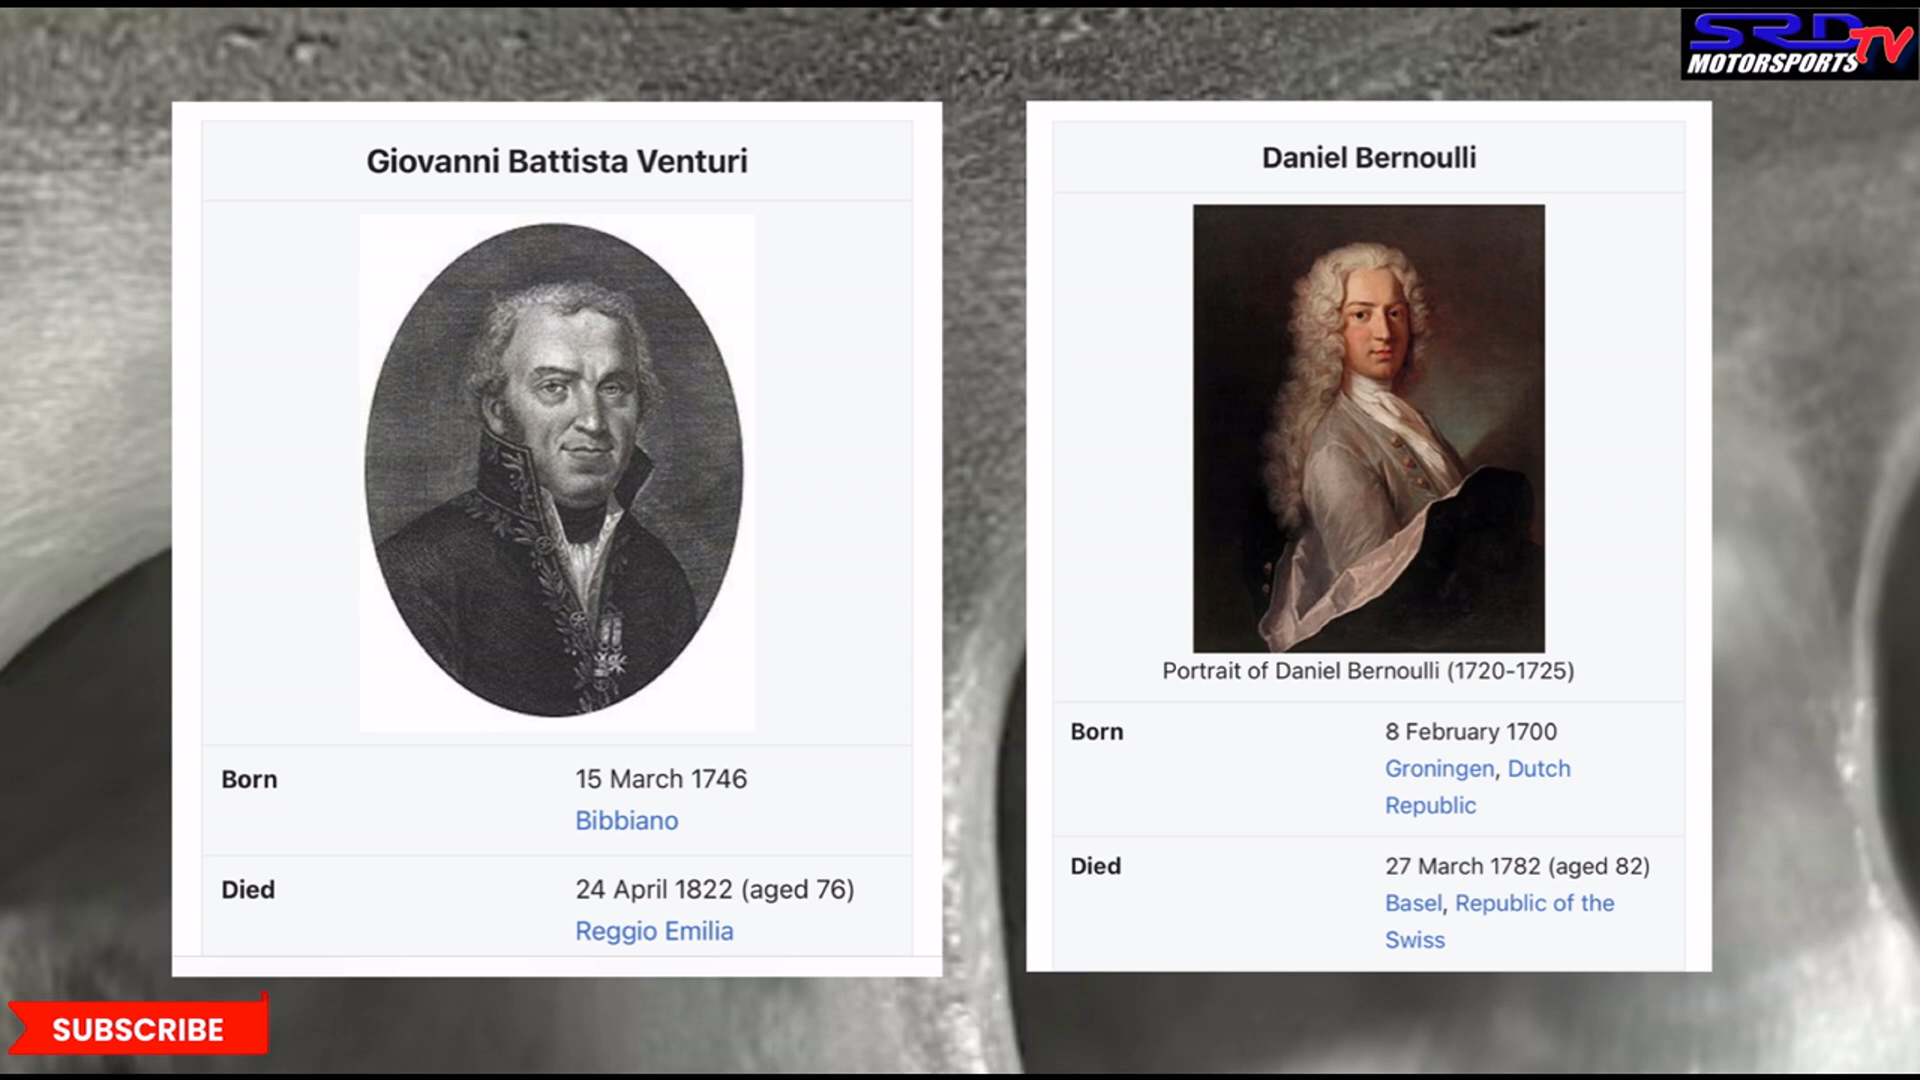 SRD TV
MOTORSPORTS
Giovanni Battista Venturi
Born
15 March 1746
Bibbiano
Died
24 April 1822 (aged 76)
Reggio Emilia
Daniel Bernoulli
Portrait of Daniel Bernoulli (1720-1725)
Born
8 February 1700
Groningen, Dutch
Republic
Died
27 March 1782 (aged 82)
Basel, Republic of the
Swiss
SUBSCRIBE